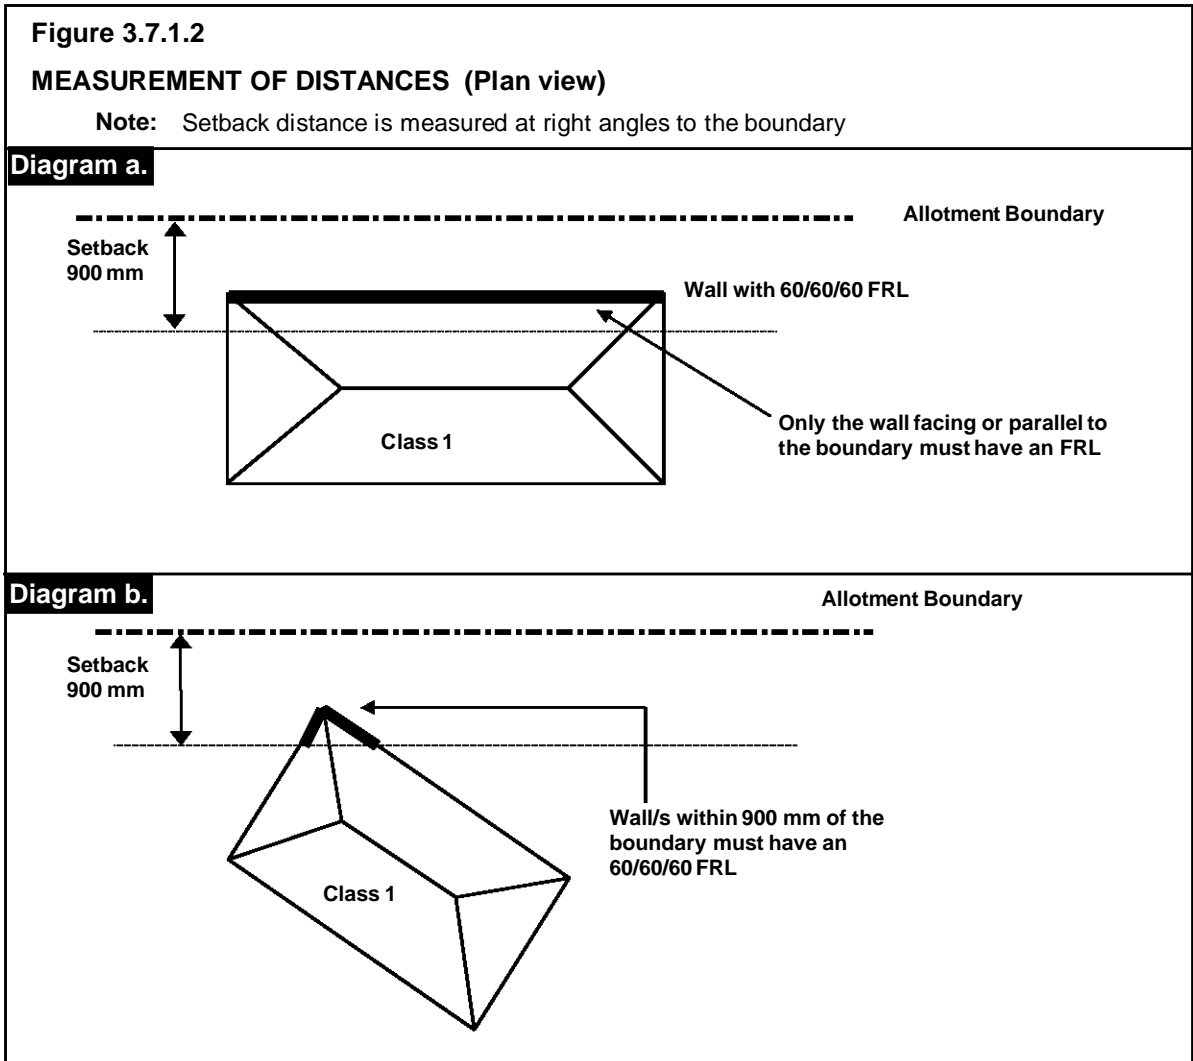 Figure 3.7.1.2
MEASUREMENT OF DISTANCES (Plan view)
Note: Setback distance is measured at right angles to the boundary
Diagram a.
Allotment Boundary
Setback
900 mm
Wall with 60/60/60 FRL
Only the wall facing or parallel to
the boundary must have an FRL
Class 1
Diagram b.
Allotment Boundary
Setback
900 mm
Wall/s within 900 mm of the
boundary must have an
60/60/60 FRL
Class 1